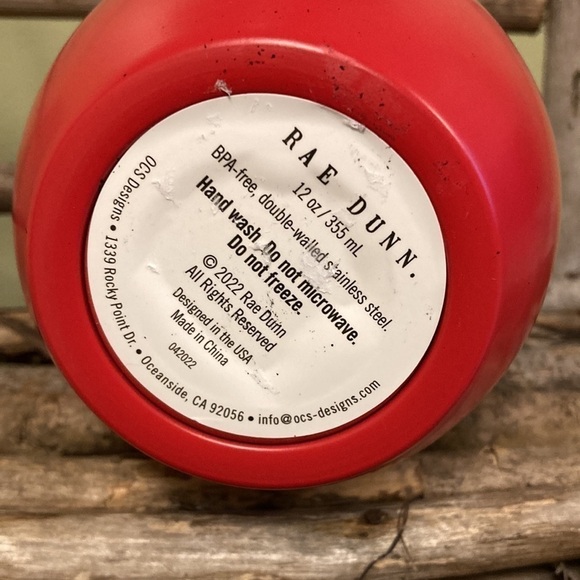 RAE DUNN.
12 oz / 355 mL
BPA-free, double-walled stainless steel.
Hand wash. Do not microwave.
Do not freeze.
© 2022 Rae Dunn
All Rights Reserved
Designed in the USA
Made in China
042022
OCS Designs • 1339 Rocky Point Dr. • Oceanside, CA 92056 • info@ocs-designs.com